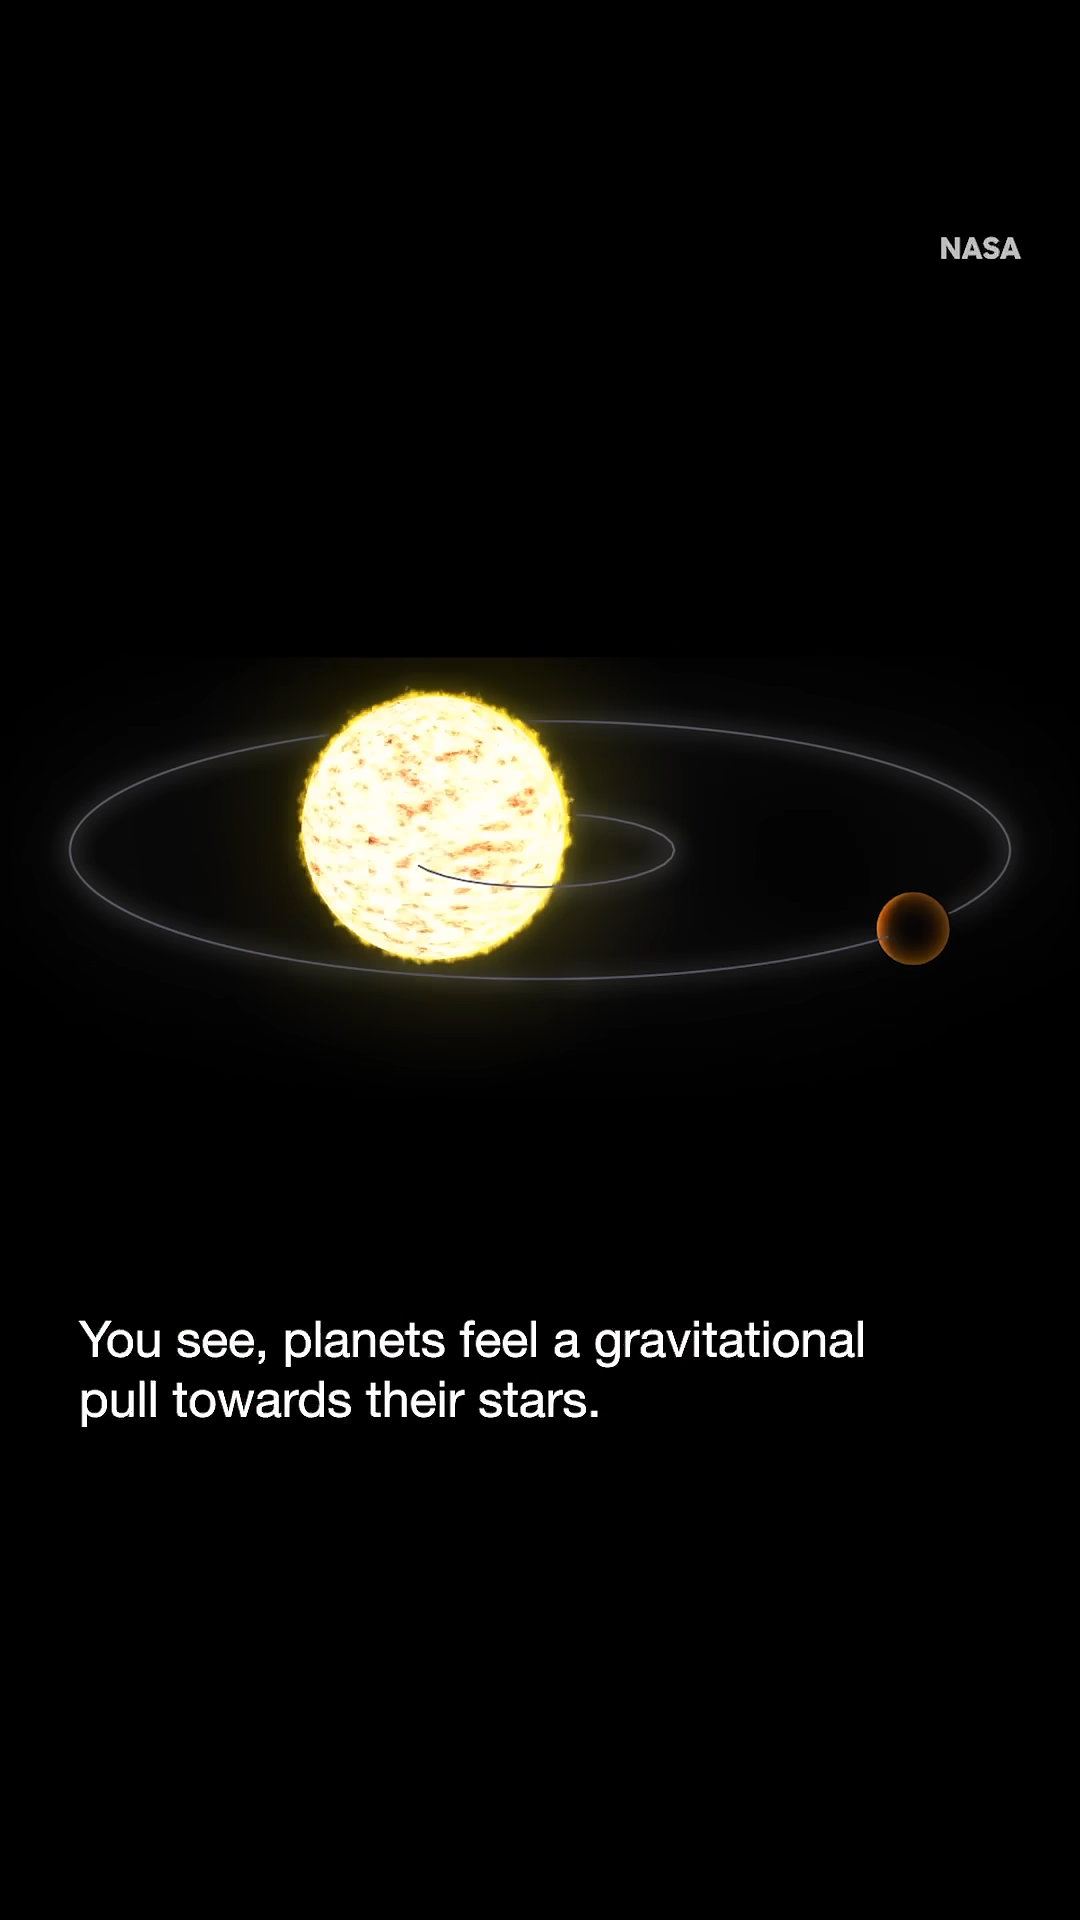 NASA
You see, planets feel a gravitational
pull towards their stars.